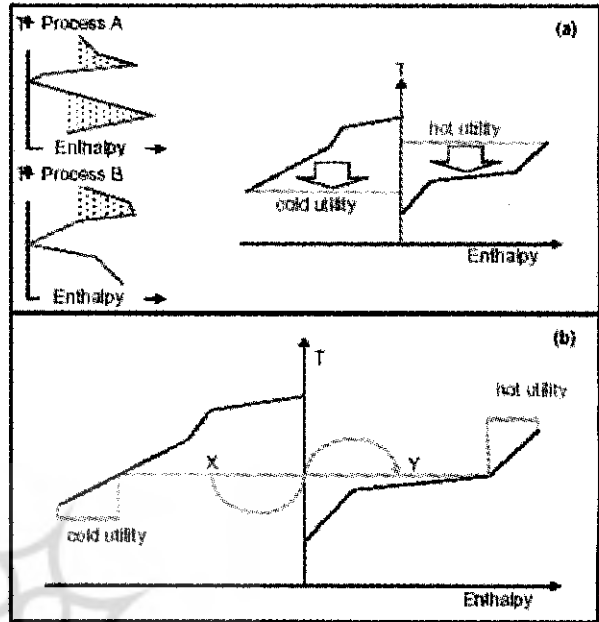 T Process A
(a)
T
hot utility
Enthalpy
T Process B
cold utility
Enthalpy
Enthalpy
(b)
T
hot utility
X
Y
cold utility
Enthalpy